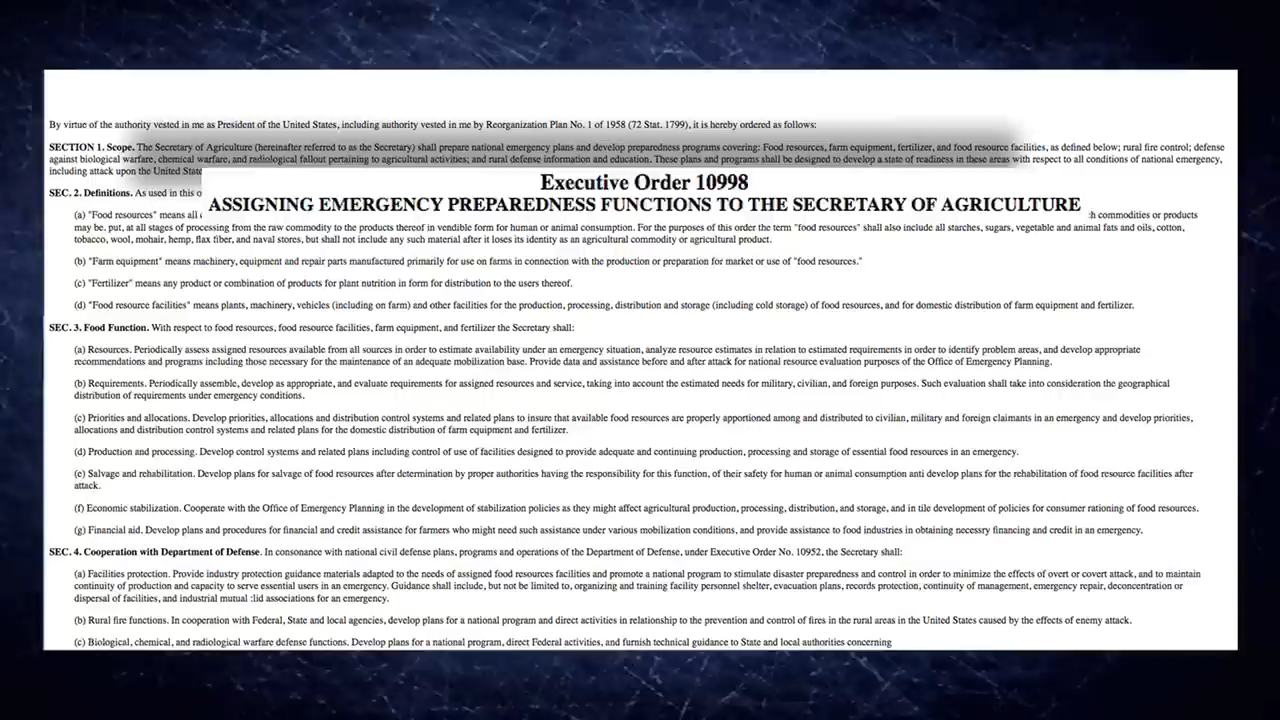 By virtue of the authority vested in me as President of the United States, including authority vested in me by Reorganization Plan No. 1 of 1958 (72 Stat. 1799), it is hereby ordered as follows:
SECTION 1. Scope. The Secretary of Agriculture (hereinafter referred to as the Secretary) shall prepare national emergency plans and develop preparedness programs covering: Food resources, farm equipment, fertilizer, and food resource facilities, as defined below; rural fire control; defense
against biological warfare, chemical warfare, and radiological fallout pertaining to agricultural activities; and rural defense information and education. These plans and programs shall be designed to develop a state of readiness in these areas with respect to all conditions of national emergency,
including attack upon the United State
Executive Order 10998
SEC. 2. Definitions. As used in this o
ASSIGNING EMERGENCY PREPAREDNESS FUNCTIONS TO THE SECRETARY OF AGRICULTURE
(a) "Food resources" means all commodities or products
may be. put, at all stages of processing from the raw commodity to the products thereof in vendible form for human or animal consumption. For the purposes of this order the term "food resources" shall also include all starches, sugars, vegetable and animal fats and oils, cotton,
tobacco, wool, mohair, hemp, flax fiber, and naval stores, but shall not include any such material after it loses its identity as an agricultural commodity or agricultural product.
(b) "Farm equipment" means machinery, equipment and repair parts manufactured primarily for use on farms in connection with the production or preparation for market or use of "food resources."
(c) "Fertilizer" means any product or combination of products for plant nutrition in form for distribution to the users thereof.
(d) "Food resource facilities" means plants, machinery, vehicles (including on farm) and other facilities for the production, processing, distribution and storage (including cold storage) of food resources, and for domestic distribution of farm equipment and fertilizer.
SEC. 3. Food Function. With respect to food resources, food resource facilities, farm equipment, and fertilizer the Secretary shall:
(a) Resources. Periodically assess assigned resources available from all sources in order to estimate availability under an emergency situation, analyze resource estimates in relation to estimated requirements in order to identify problem areas, and develop appropriate
recommendations and programs including those necessary for the maintenance of an adequate mobilization base. Provide data and assistance before and after attack for national resource evaluation purposes of the Office of Emergency Planning.
(b) Requirements. Periodically assemble, develop as appropriate, and evaluate requirements for assigned resources and service, taking into account the estimated needs for military, civilian, and foreign purposes. Such evaluation shall take into consideration the geographical
distribution of requirements under emergency conditions.
(c) Priorities and allocations. Develop priorities, allocations and distribution control systems and related plans to insure that available food resources are properly apportioned among and distributed to civilian, military and foreign claimants in an emergency and develop priorities,
allocations and distribution control systems and related plans for the domestic distribution of farm equipment and fertilizer.
(d) Production and processing. Develop control systems and related plans including control of use of facilities designed to provide adequate and continuing production, processing and storage of essential food resources in an emergency.
(e) Salvage and rehabilitation. Develop plans for salvage of food resources after determination by proper authorities having the responsibility for this function, of their safety for human or animal consumption anti develop plans for the rehabilitation of food resource facilities after
attack.
(f) Economic stabilization. Cooperate with the Office of Emergency Planning in the development of stabilization policies as they might affect agricultural production, processing, distribution, and storage, and in tile development of policies for consumer rationing of food resources.
(g) Financial aid. Develop plans and procedures for financial and credit assistance for farmers who might need such assistance under various mobilization conditions, and provide assistance to food industries in obtaining necessary financing and credit in an emergency.
SEC. 4. Cooperation with Department of Defense. In consonance with national civil defense plans, programs and operations of the Department of Defense, under Executive Order No. 10952, the Secretary shall:
(a) Facilities protection. Provide industry protection guidance materials adapted to the needs of assigned food resources facilities and promote a national program to stimulate disaster preparedness and control in order to minimize the effects of overt or covert attack, and to maintain
continuity of production and capacity to serve essential users in an emergency. Guidance shall include, but not be limited to, organizing and training facility personnel shelter, evacuation plans, records protection, continuity of management, emergency repair, deconcentration or
dispersal of facilities, and industrial mutual :lid associations for an emergency.
(b) Rural fire functions. In cooperation with Federal, State and local agencies, develop plans for a national program and direct activities in relationship to the prevention and control of fires in the rural areas in the United States caused by the effects of enemy attack.
(c) Biological, chemical, and radiological warfare defense functions. Develop plans for a national program, direct Federal activities, and furnish technical guidance to State and local authorities concerning